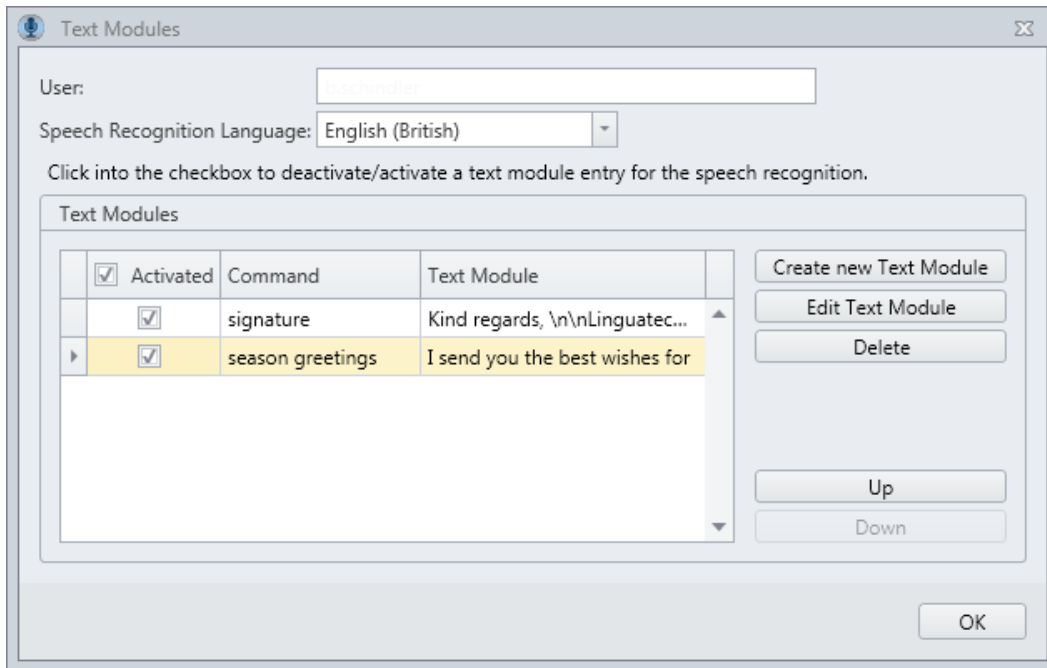 Text Modules
User: b.schindler
Speech Recognition Language: English (British)
Click into the checkbox to deactivate/activate a text module entry for the speech recognition.
Text Modules
Activated Command Text Module
signature Kind regards, \n\nLinguatec...
season greetings I send you the best wishes for
Create new Text Module
Edit Text Module
Delete
Up
Down
OK